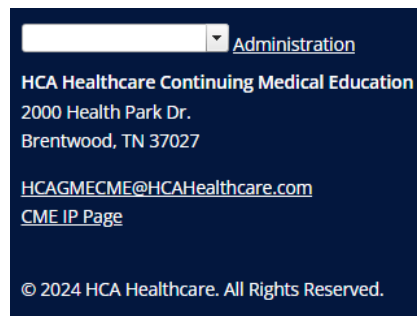 Administration
HCA Healthcare Continuing Medical Education
2000 Health Park Dr.
Brentwood, TN 37027
HCAGMECME@HCAHealthcare.com
CME IP Page
© 2024 HCA Healthcare. All Rights Reserved.